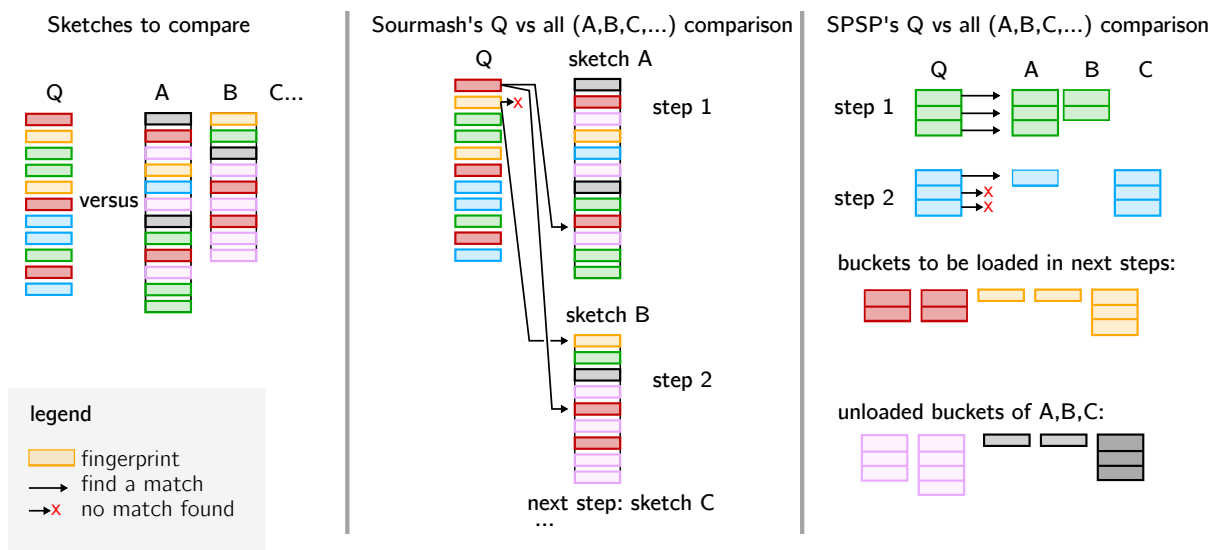 Sketches to compare
Q
A
B
C...
versus
legend
fingerprint
find a match
no match found
Sourmash's Q vs all (A,B,C,...) comparison
Q
sketch A
step 1
x
sketch B
step 2
next step: sketch C
...
SPSP's Q vs all (A,B,C,...) comparison
Q
A
B
C
step 1
step 2
x
x
buckets to be loaded in next steps:
unloaded buckets of A,B,C: